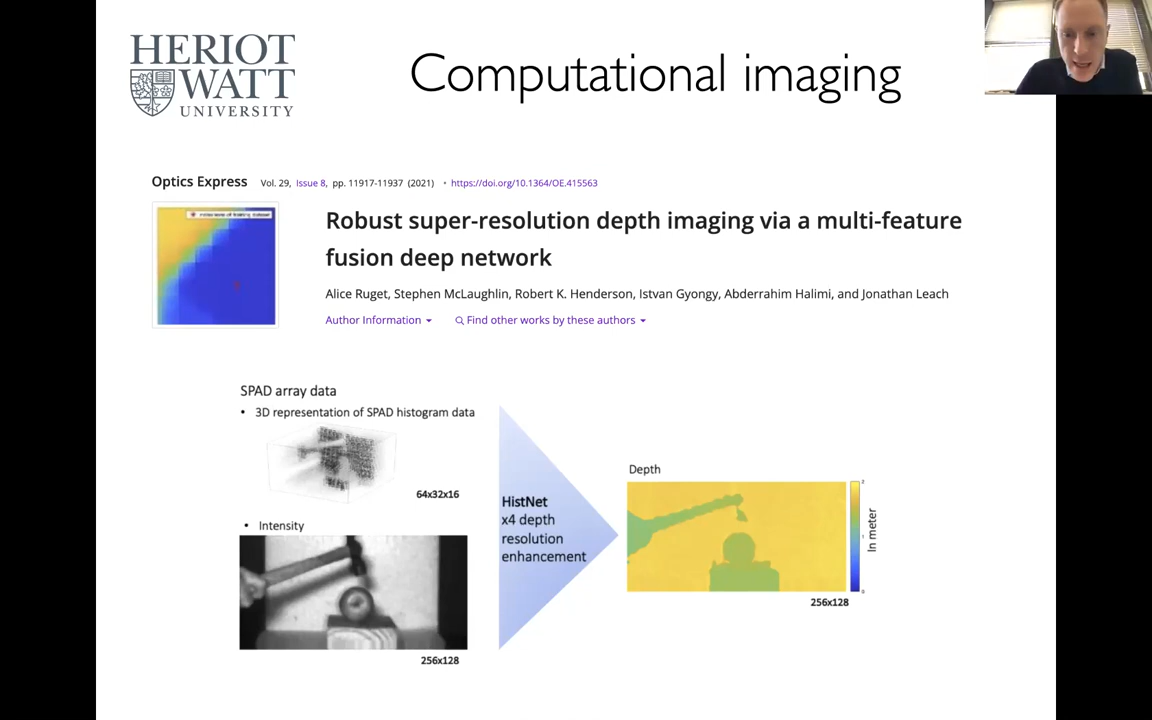 HERIOT
WATT
UNIVERSITY
Computational imaging
Optics Express Vol. 29, Issue 8, pp. 11917-11937 (2021) • https://doi.org/10.1364/OE.415563
Robust super-resolution depth imaging via a multi-feature
fusion deep network
Alice Ruget, Stephen McLaughlin, Robert K. Henderson, Istvan Gyongy, Abderrahim Halimi, and Jonathan Leach
Author Information Find other works by these authors
SPAD array data
• 3D representation of SPAD histogram data
64x32x16
• Intensity
256x128
HistNet
x4 depth
resolution
enhancement
Depth
2
1
0
In meter
256x128